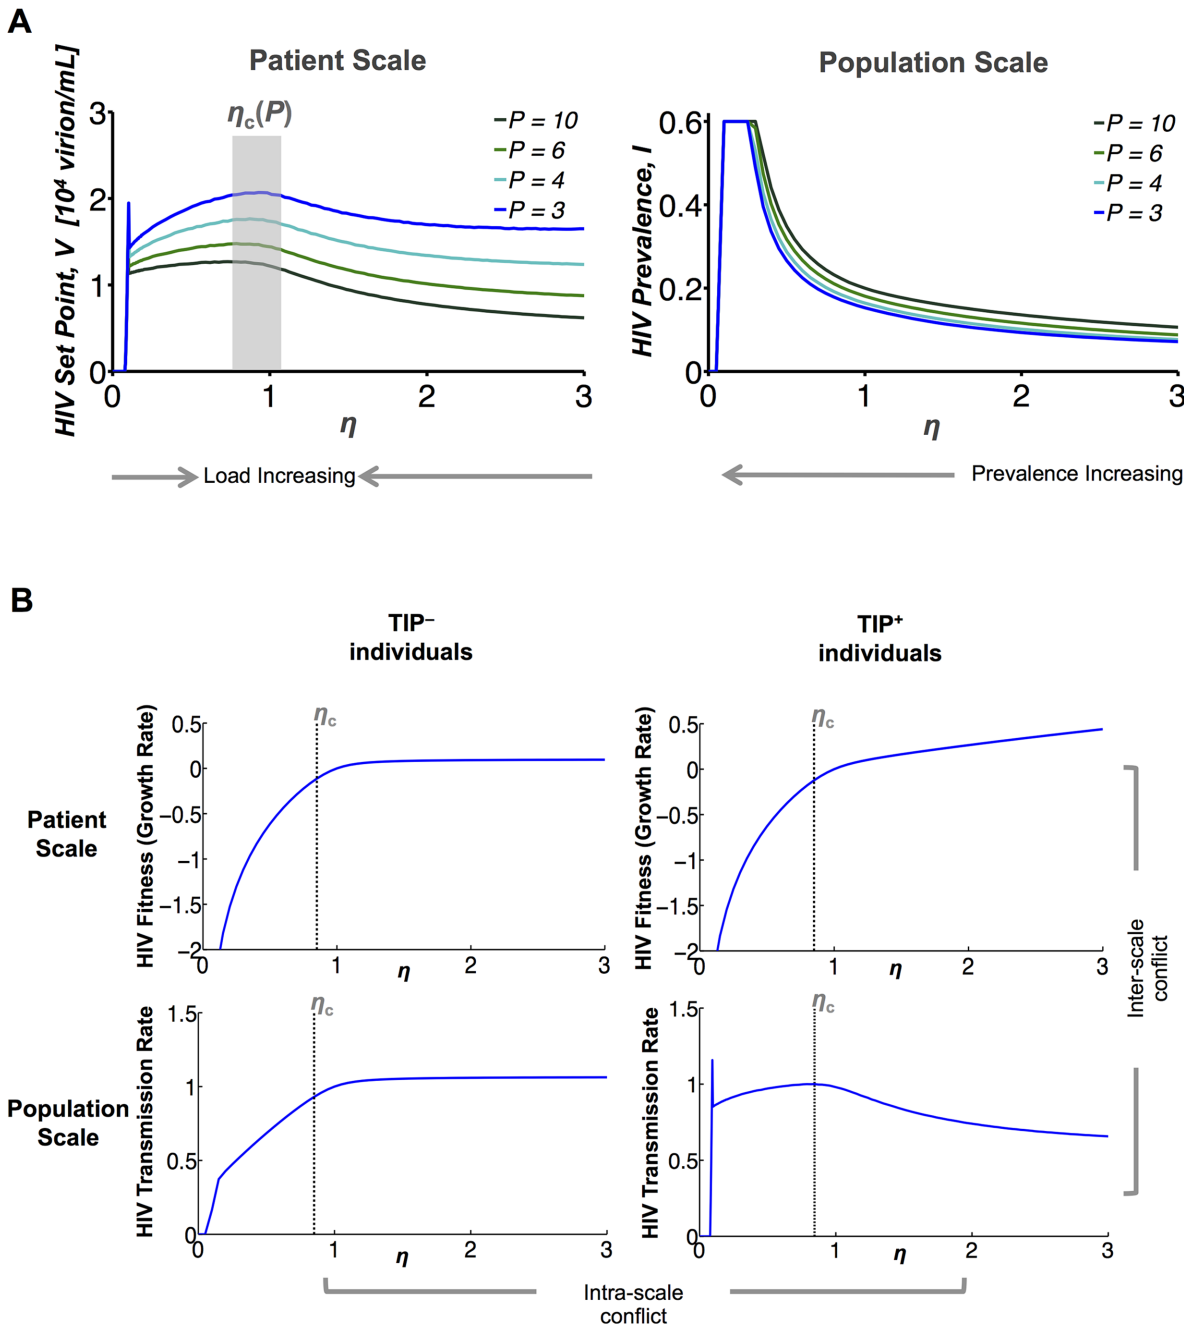 A
Patient Scale
HIV Set Point, V [10⁴ virion/mL]
ηc(P)
P = 10
P = 6
P = 4
P = 3
3
2
1
0
0 1 2 3
η
Load Increasing
Population Scale
HIV Prevalence, I
P = 10
P = 6
P = 4
P = 3
0.6
0.4
0.2
0
0 1 2 3
η
Prevalence Increasing
B
TIP⁻
individuals
TIP⁺
individuals
Patient
Scale
HIV Fitness (Growth Rate)
ηc
0.5
0
−0.5
−1
−1.5
−2
0 1 η 2 3
HIV Fitness (Growth Rate)
ηc
0.5
0
−0.5
−1
−1.5
−2
0 1 η 2 3
Population
Scale
HIV Transmission Rate
ηc
1.5
1
0.5
0
0 1 η 2 3
HIV Transmission Rate
ηc
1.5
1
0.5
0
0 1 η 2 3
Inter-scale
conflict
Intra-scale
conflict